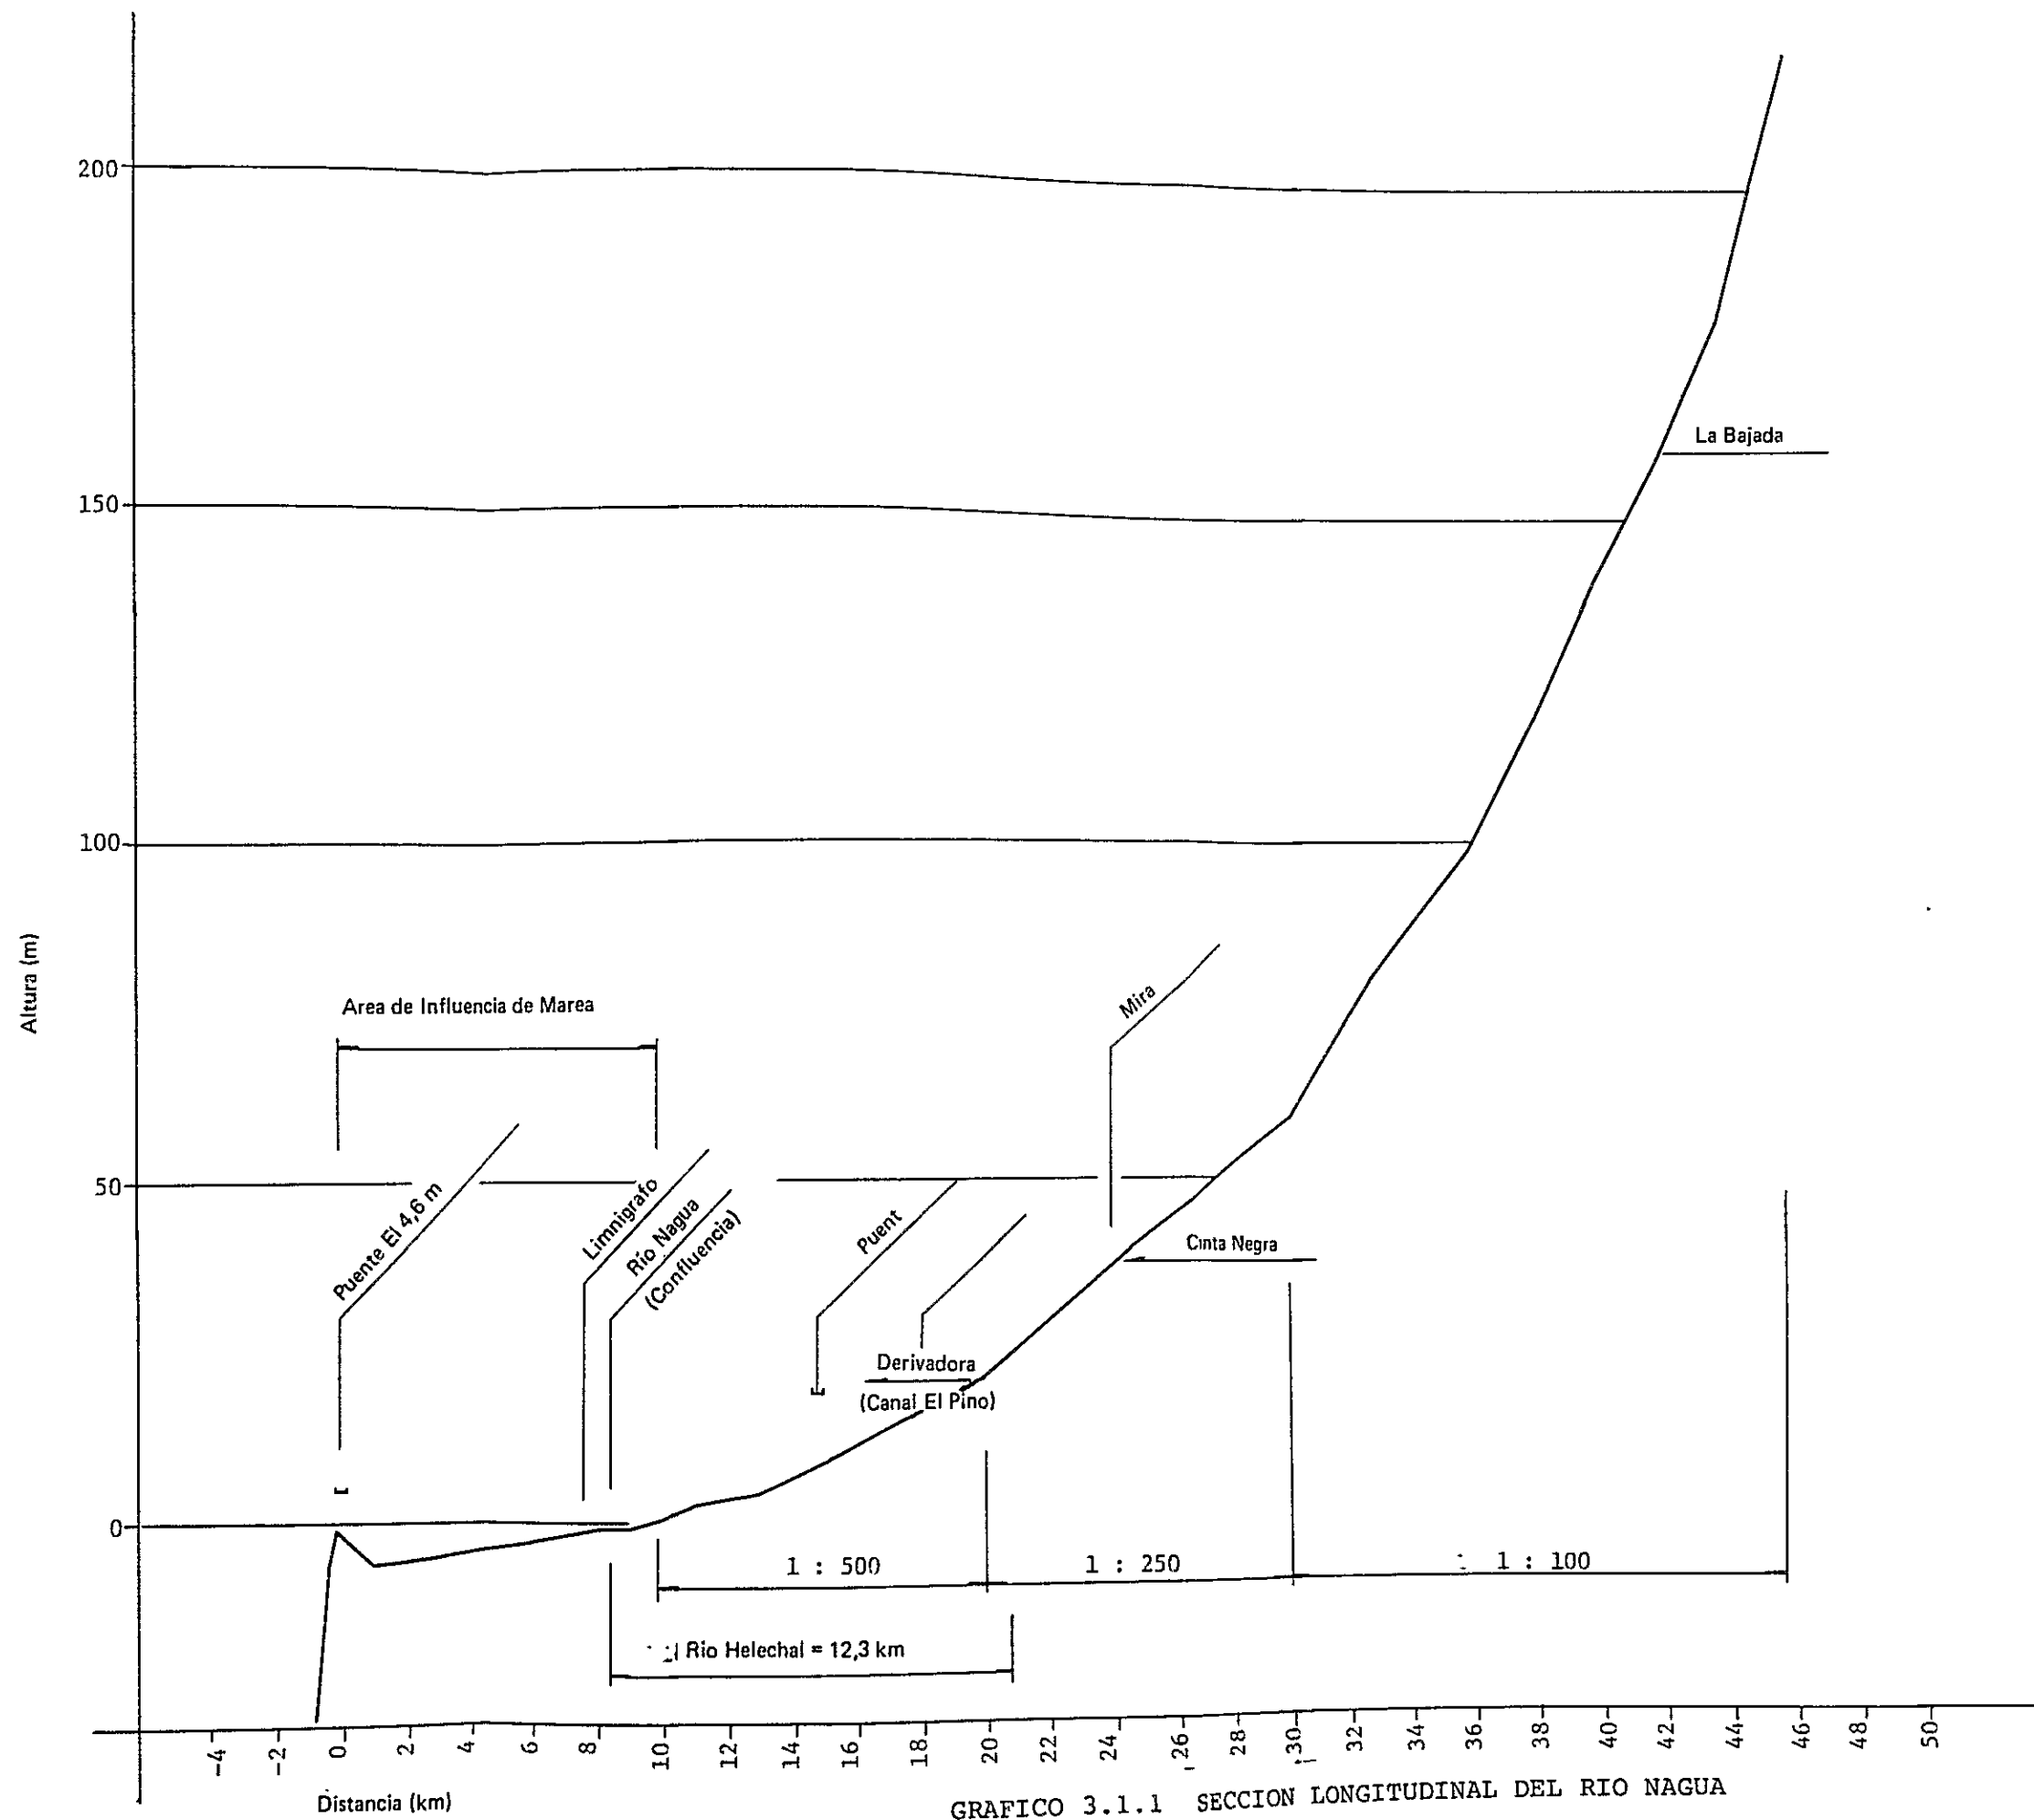 200
La Bajada
150
100
Altura (m)
Mira
Area de Influencia de Marea
50
Puente El 4,6 m
Limnigrafo
Río Nagua
(Confluencia)
Puent
Cinta Negra
Derivadora
(Canal El Pino)
0
1 : 500
1 : 250
1 : 100
Rio Helechal = 12,3 km
-4
-2
0
2
4
6
8
10
12
14
16
18
20
22
24
26
28
30
32
34
36
38
40
42
44
46
48
50
Distancia (km)
GRAFICO 3.1.1 SECCION LONGITUDINAL DEL RIO NAGUA